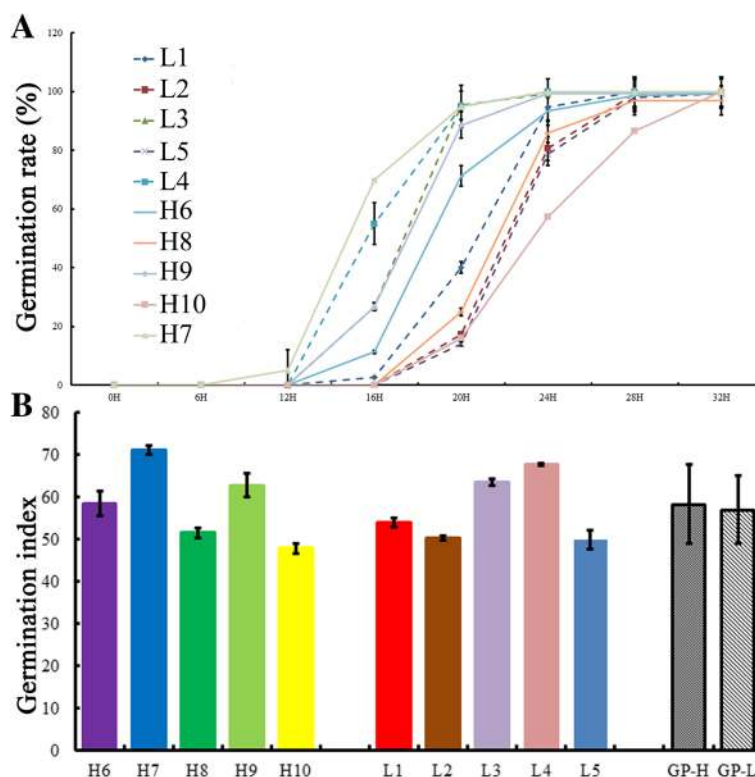 A
Germination rate (%)
120
100
80
60
40
20
0
L1
L2
L3
L5
L4
H6
H8
H9
H10
H7
0H 6H 12H 16H 20H 24H 28H 32H
B
Germination index
80
70
60
50
40
30
20
10
0
H6 H7 H8 H9 H10 L1 L2 L3 L4 L5 GP-H GP-L